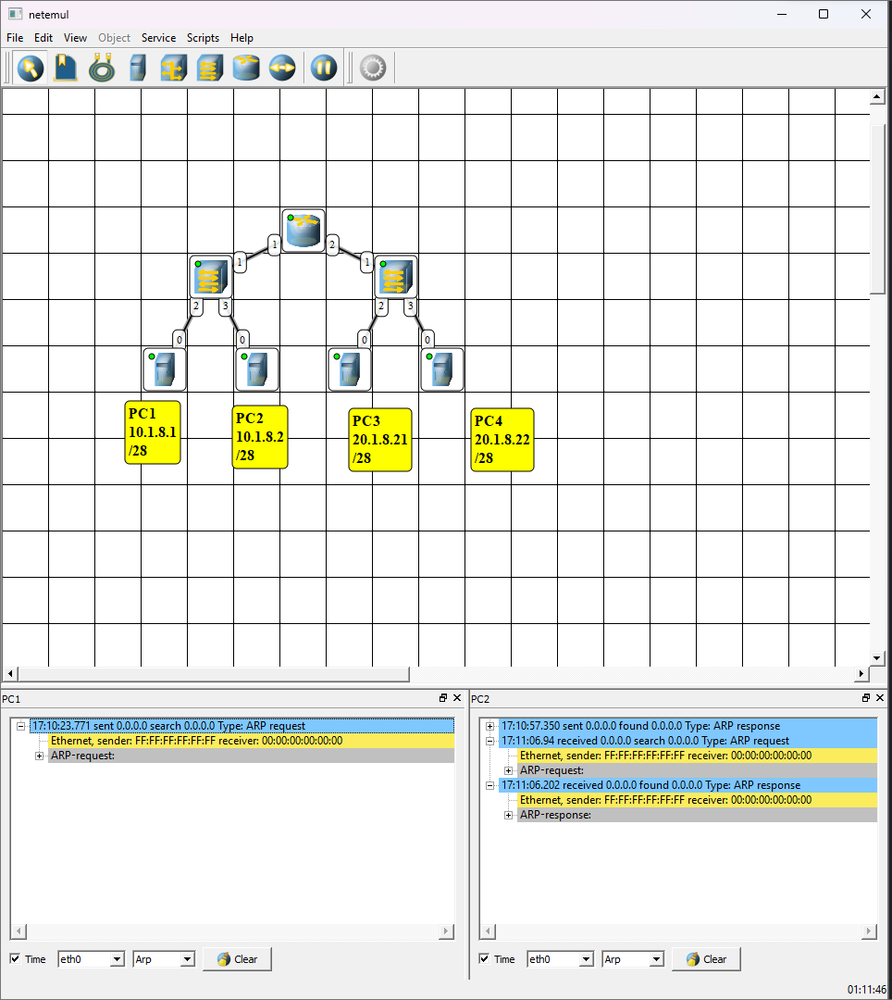 netemul
File Edit View Object Service Scripts Help
1 2
1 1
2 3 2 3
0 0 0 0
PC1
10.1.8.1
/28
PC2
10.1.8.2
/28
PC3
20.1.8.21
/28
PC4
20.1.8.22
/28
PC1
17:10:23.771 sent 0.0.0.0 search 0.0.0.0 Type: ARP request
Ethernet, sender: FF:FF:FF:FF:FF:FF receiver: 00:00:00:00:00:00
ARP-request:
Time eth0 Arp Clear
PC2
17:10:57.350 sent 0.0.0.0 found 0.0.0.0 Type: ARP response
17:11:06.94 received 0.0.0.0 search 0.0.0.0 Type: ARP request
Ethernet, sender: FF:FF:FF:FF:FF:FF receiver: 00:00:00:00:00:00
ARP-request:
17:11:06.202 received 0.0.0.0 found 0.0.0.0 Type: ARP response
Ethernet, sender: FF:FF:FF:FF:FF:FF receiver: 00:00:00:00:00:00
ARP-response:
Time eth0 Arp Clear
01:11:46